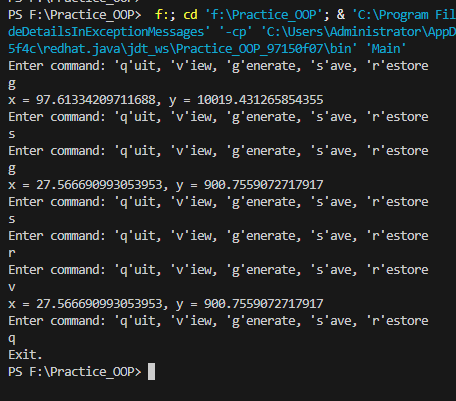 PS F:\Practice_OOP>  f:; cd 'f:\Practice_OOP'; & 'C:\Program Fil
deDetailsInExceptionMessages' '-cp' 'C:\Users\Administrator\AppD
5f4c\redhat.java\jdt_ws\Practice_OOP_97150f07\bin' 'Main'
Enter command: 'q'uit, 'v'iew, 'g'enerate, 's'ave, 'r'estore
g
x = 97.61334209711688, y = 10019.431265854355
Enter command: 'q'uit, 'v'iew, 'g'enerate, 's'ave, 'r'estore
s
Enter command: 'q'uit, 'v'iew, 'g'enerate, 's'ave, 'r'estore
g
x = 27.566690993053953, y = 900.7559072717917
Enter command: 'q'uit, 'v'iew, 'g'enerate, 's'ave, 'r'estore
s
Enter command: 'q'uit, 'v'iew, 'g'enerate, 's'ave, 'r'estore
r
Enter command: 'q'uit, 'v'iew, 'g'enerate, 's'ave, 'r'estore
v
x = 27.566690993053953, y = 900.7559072717917
Enter command: 'q'uit, 'v'iew, 'g'enerate, 's'ave, 'r'estore
q
Exit.
PS F:\Practice_OOP>